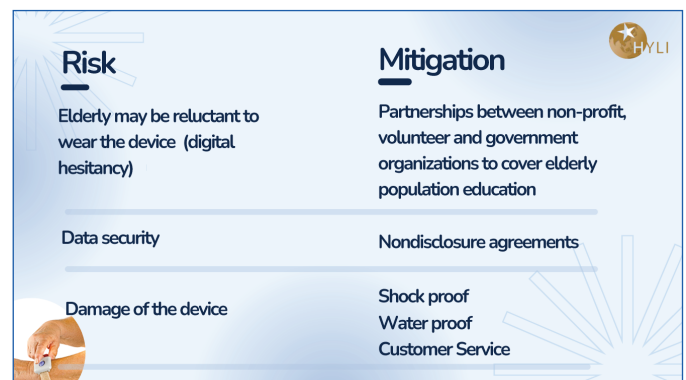 HYLI
Risk
Mitigation
Elderly may be reluctant to
wear the device (digital
hesitancy)
Partnerships between non-profit,
volunteer and government
organizations to cover elderly
population education
Data security
Nondisclosure agreements
Damage of the device
Shock proof
Water proof
Customer Service